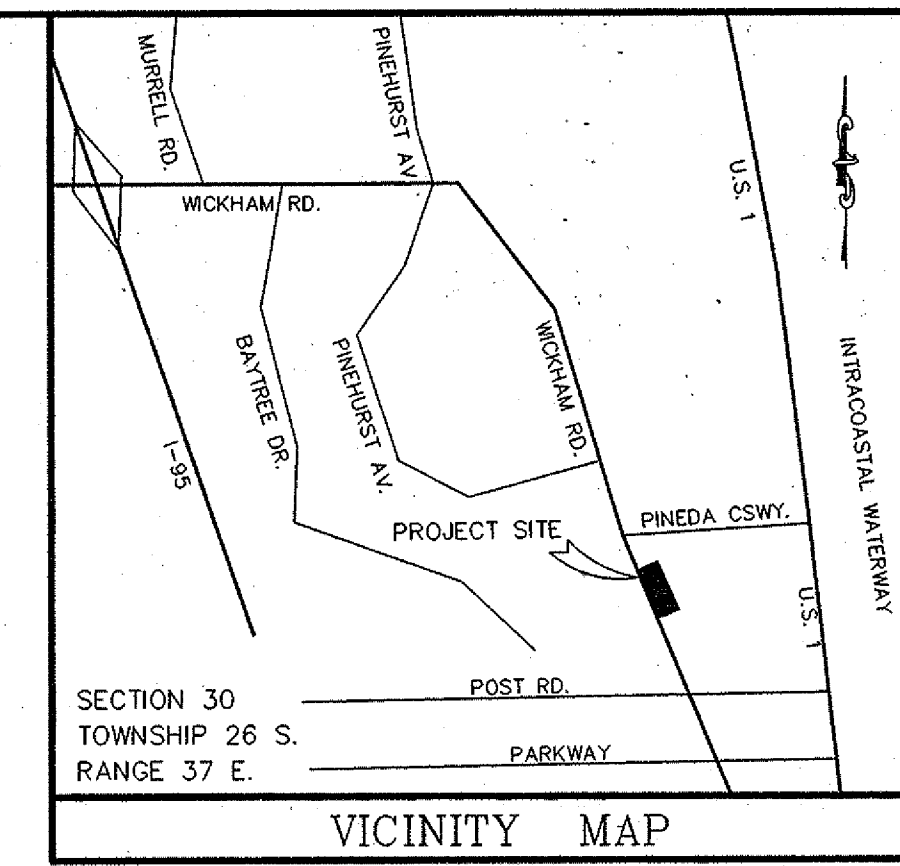 MURRELL RD.
PINEHURST AV
U.S. 1
WICKHAM RD.
INTRACOASTAL WATERWAY
BAYTREE DR.
PINEHURST AV.
WICKHAM RD.
I-95
PROJECT SITE
PINEDA CSWY.
U.S. 1
POST RD.
SECTION 30
TOWNSHIP 26 S.
RANGE 37 E.
PARKWAY
VICINITY MAP